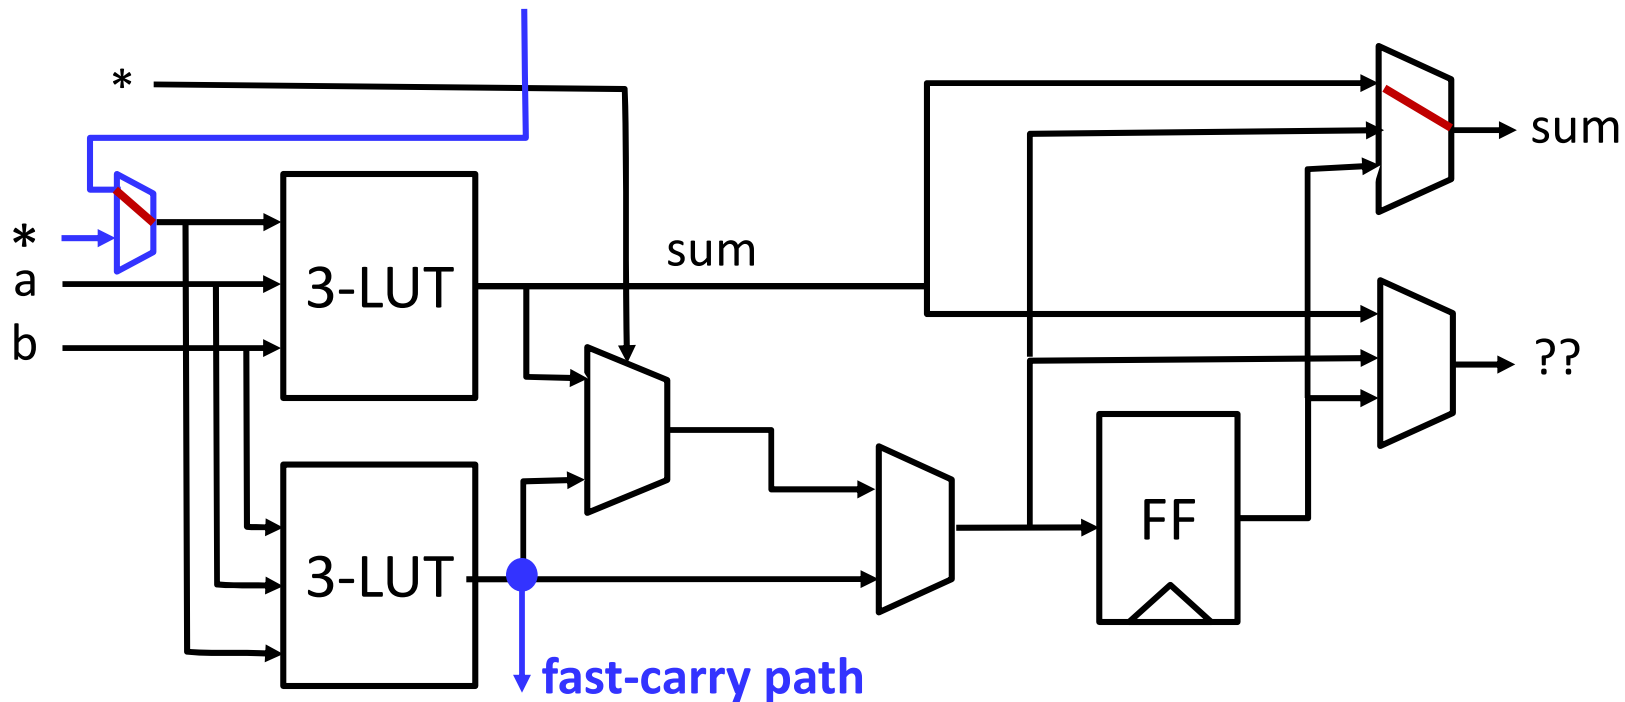 *
*
a
b
3-LUT
sum
3-LUT
FF
sum
??
fast-carry path